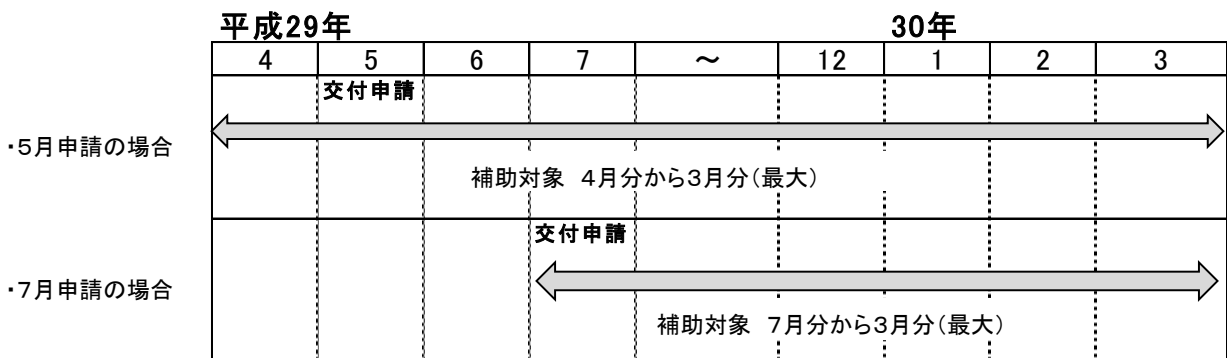 平成29年 30年
4 5 6 7 ～ 12 1 2 3
交付申請
・5月申請の場合
補助対象 4月分から3月分(最大)
交付申請
・7月申請の場合
補助対象 7月分から3月分(最大)